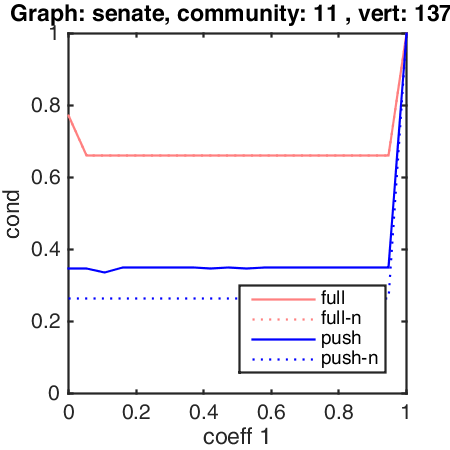 Graph: senate, community: 11 , vert: 137
1
0.8
0.6
0.4
0.2
0
cond
full
full-n
push
push-n
0 0.2 0.4 0.6 0.8 1
coeff 1